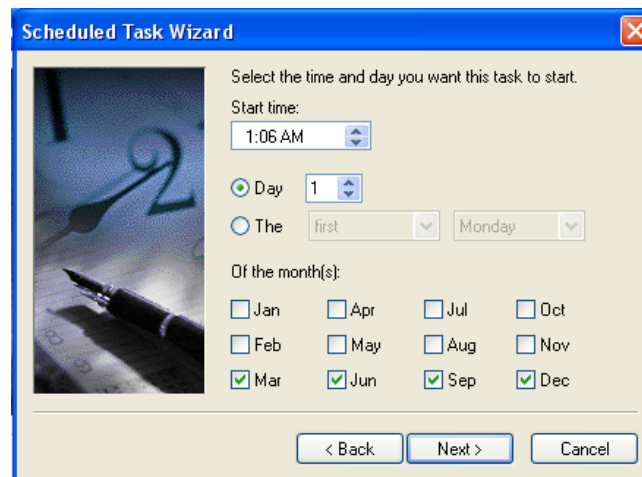 Scheduled Task Wizard
Select the time and day you want this task to start.
Start time:
1:06 AM
Day 1
The first Monday
Of the month(s):
Jan Apr Jul Oct
Feb May Aug Nov
Mar Jun Sep Dec
< Back Next > Cancel